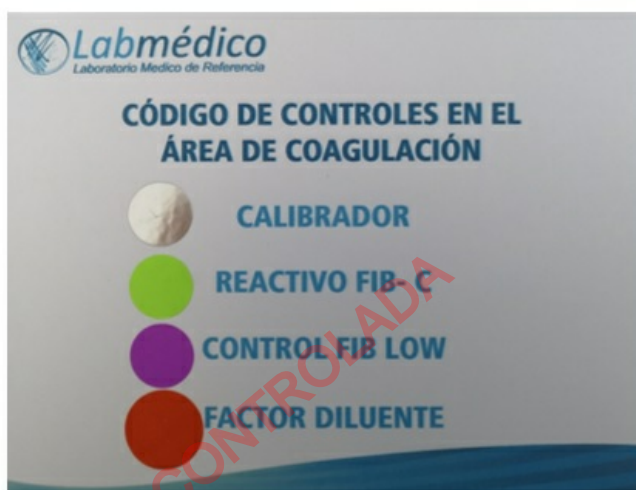 Labmédico
Laboratorio Medico de Referencia
CÓDIGO DE CONTROLES EN EL
ÁREA DE COAGULACIÓN
CALIBRADOR
REACTIVO FIB- C
CONTROL FIB LOW
FACTOR DILUENTE
CONTROLADA